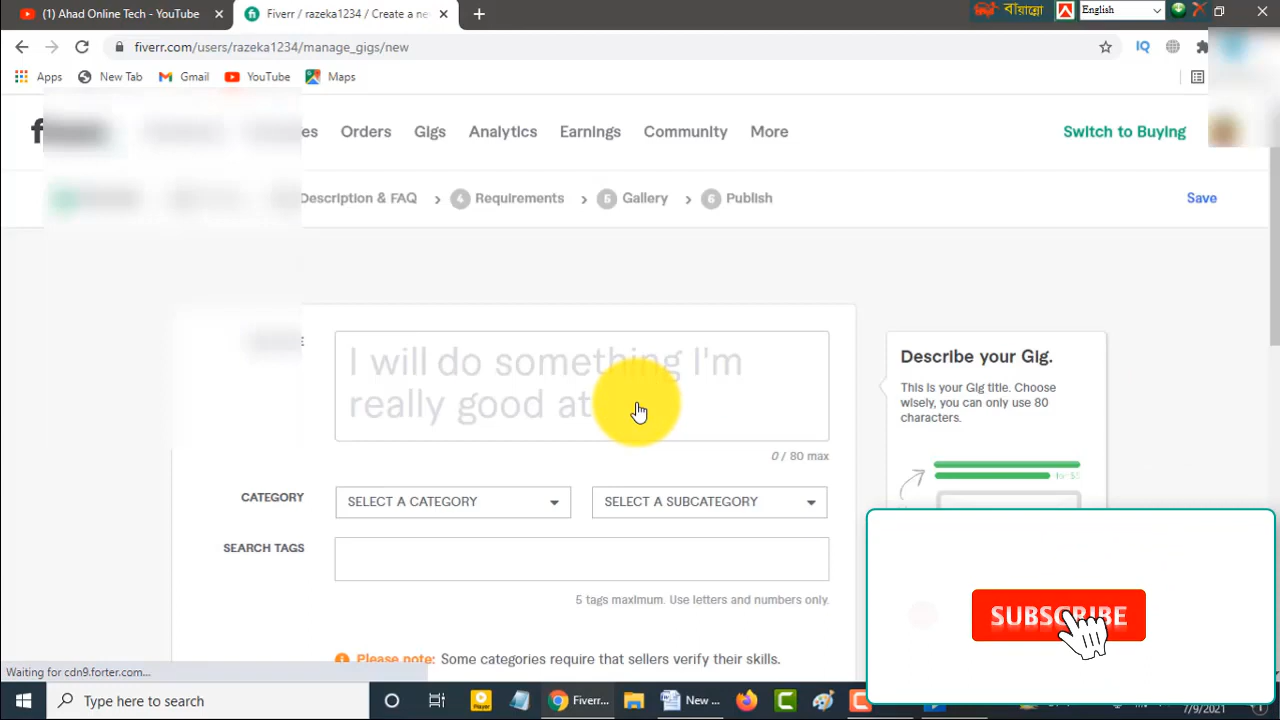 (1) Ahad Online Tech - YouTube
Fiverr / razeka1234 / Create a ne
বাঁয়ান্নো
English
fiverr.com/users/razeka1234/manage_gigs/new
IQ
Apps
New Tab
Gmail
YouTube
Maps
f
es
Orders
Gigs
Analytics
Earnings
Community
More
Switch to Buying
Description & FAQ
4 Requirements
5 Gallery
6 Publish
Save
I will do something I'm
really good at
0 / 80 max
Describe your Gig.
This is your Gig title. Choose
wisely, you can only use 80
characters.
for $5
CATEGORY
SELECT A CATEGORY
SELECT A SUBCATEGORY
SEARCH TAGS
5 tags maximum. Use letters and numbers only.
Please note: Some categories require that sellers verify their skills.
SUBSCRIBE
Waiting for cdn9.forter.com...
Type here to search
Player
Fiverr...
New ...
7/9/2021